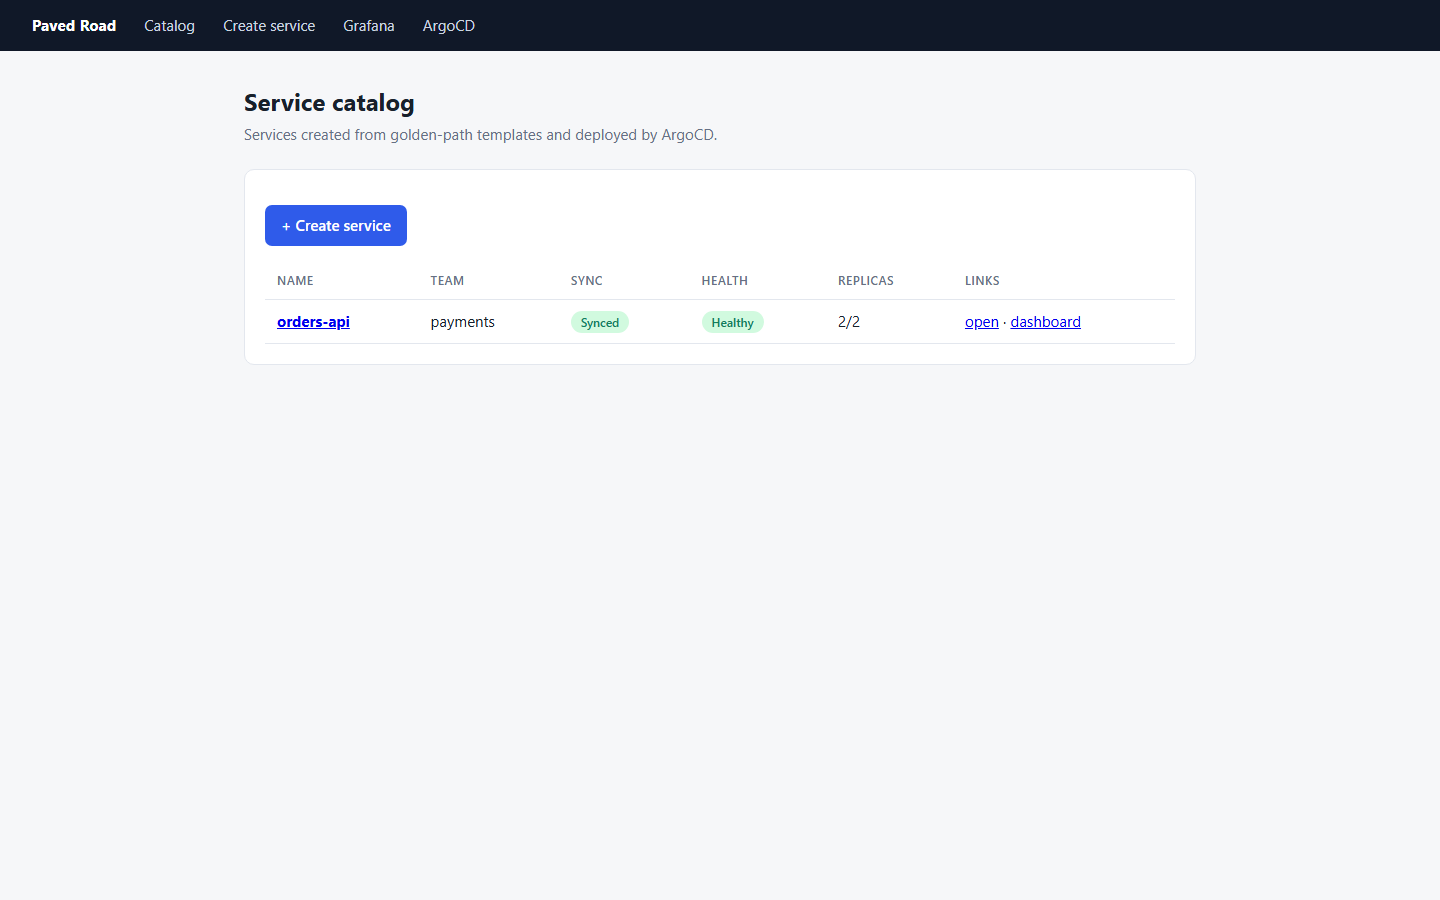 Paved Road Catalog Create service Grafana ArgoCD
Service catalog
Services created from golden-path templates and deployed by ArgoCD.
+ Create service
NAME TEAM SYNC HEALTH REPLICAS LINKS
orders-api payments Synced Healthy 2/2 open · dashboard